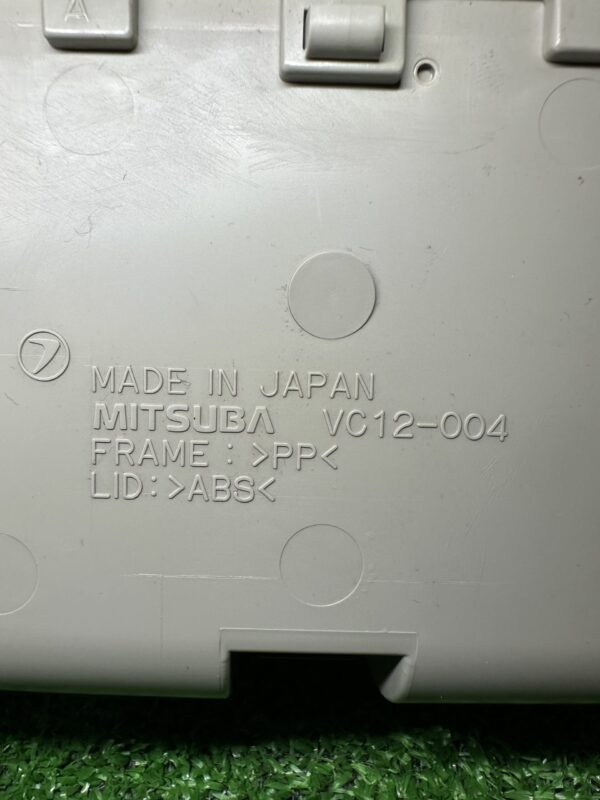 A
7
MADE IN JAPAN
MITSUBA VC12-004
FRAME : >PP<
LID: >ABS<